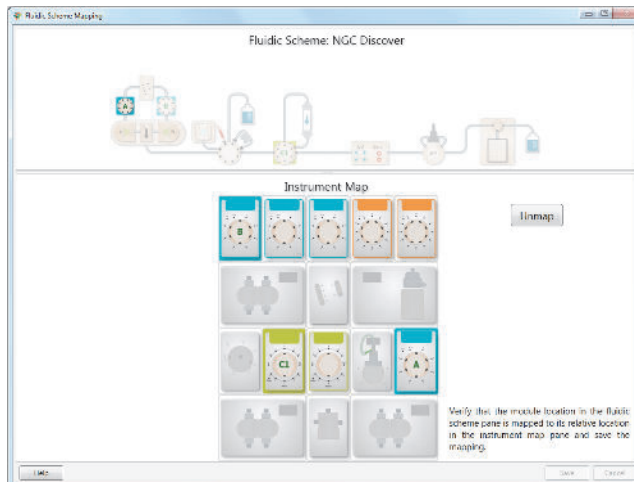 Fluidic Scheme Mapping
Fluidic Scheme: NGC Discover
A
Instrument Map
B
Unmap
C1
A
Verify that the module location in the fluidic
scheme pane is mapped to its relative location
in the instrument map pane and save the
mapping.
Help
Save
Cancel